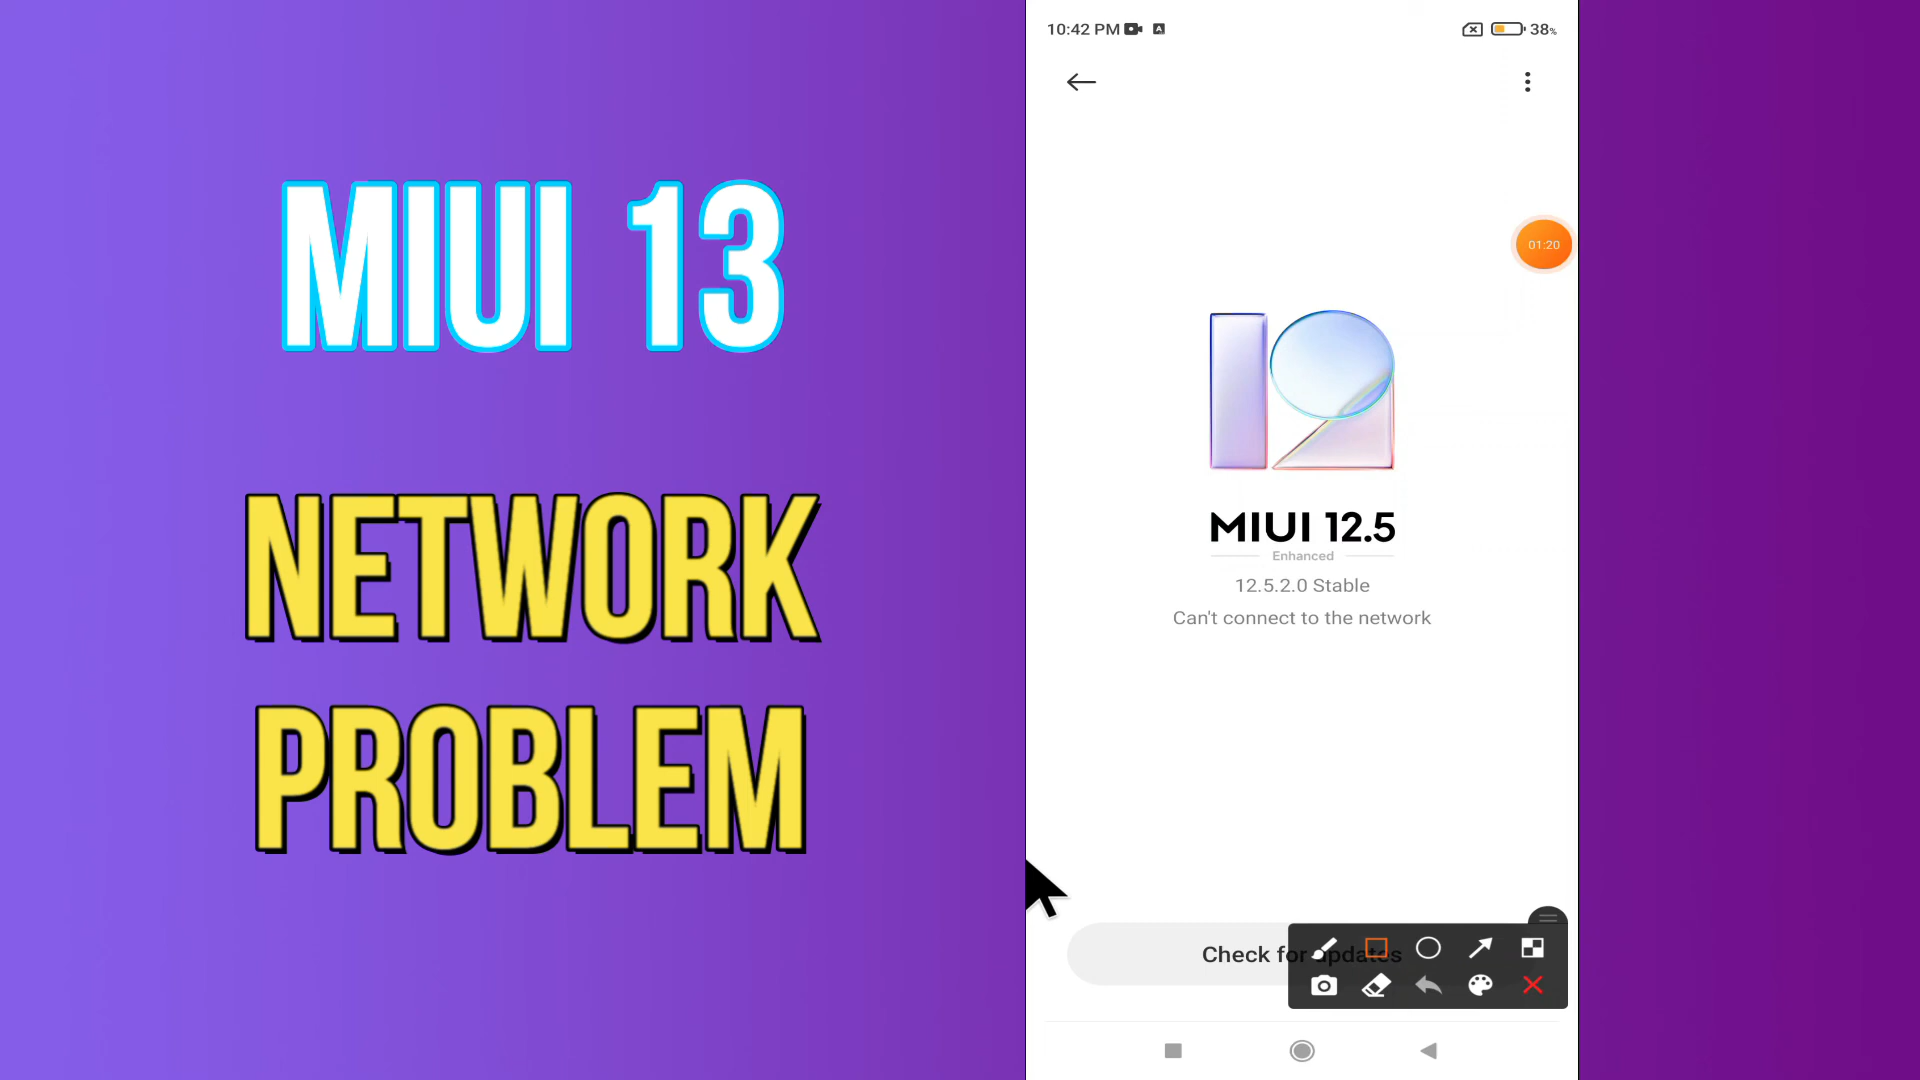 MIUI 13
NETWORK
PROBLEM
10:42 PM
38%
01:20
MIUI 12.5
Enhanced
12.5.2.0 Stable
Can't connect to the network
Check for updates